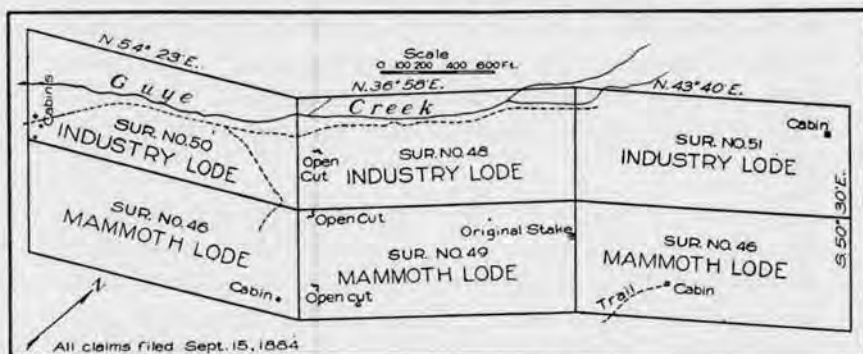 N 54° 23'E.
Scale
0 100 200 400 600 Ft.
N. 36° 58'E.
N. 43° 40'E.
Guye Creek
Cabins
SUR. NO. 50
INDUSTRY LODE
Open
Cut
SUR. NO. 48
INDUSTRY LODE
SUR. NO. 51
INDUSTRY LODE
Cabin
S. 50° 30'E.
SUR. NO. 46
MAMMOTH LODE
Cabin
Open Cut
Original Stake
SUR. NO. 49
MAMMOTH LODE
Open cut
SUR. NO. 46
MAMMOTH LODE
Trail
Cabin
N
All claims filed Sept. 15, 1884